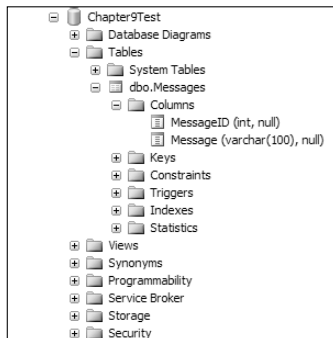 Chapter9Test
Database Diagrams
Tables
System Tables
dbo.Messages
Columns
MessageID (int, null)
Message (varchar(100), null)
Keys
Constraints
Triggers
Indexes
Statistics
Views
Synonyms
Programmability
Service Broker
Storage
Security